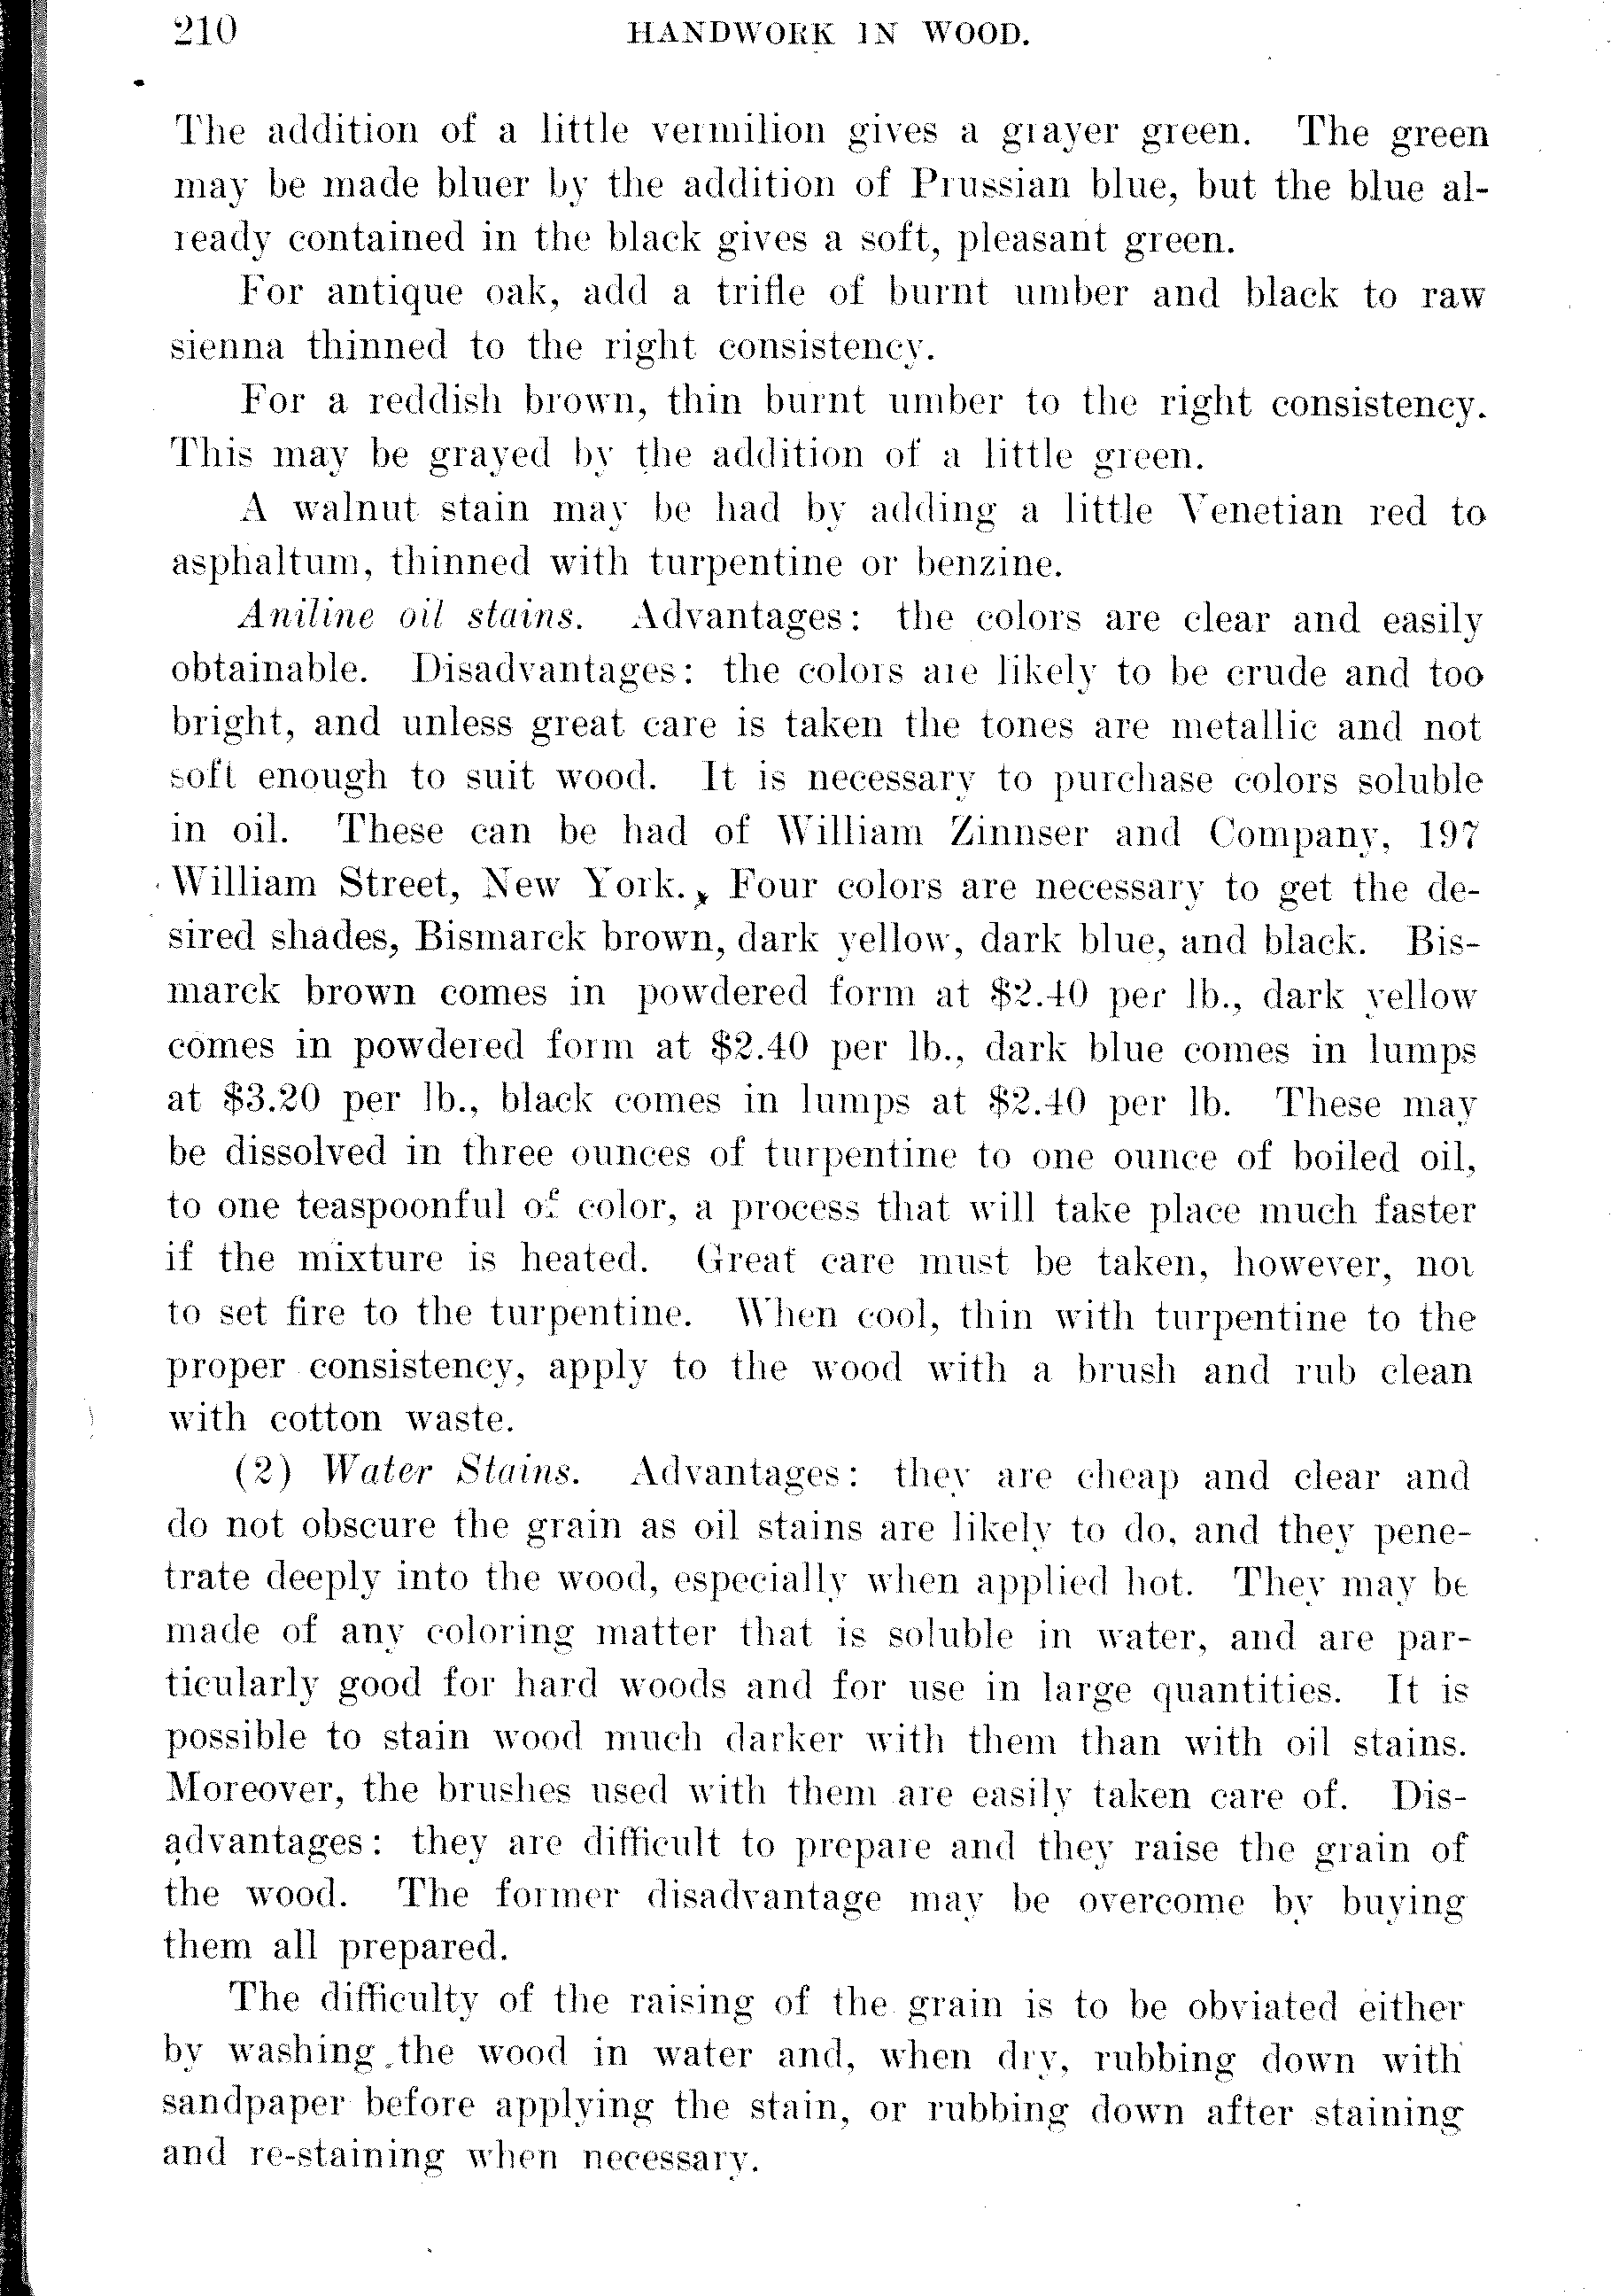 210
HANDWORK IN WOOD.
The addition of a little vermilion gives a grayer green. The green
may be made bluer by the addition of Prussian blue, but the blue al-
ready contained in the black gives a soft, pleasant green.
For antique oak, add a trifle of burnt umber and black to raw
sienna thinned to the right consistency.
For a reddish brown, thin burnt umber to the right consistency.
This may be grayed by the addition of a little green.
A walnut stain may be had by adding a little Venetian red to
asphaltum, thinned with turpentine or benzine.
Aniline oil stains. Advantages: the colors are clear and easily
obtainable. Disadvantages: the colors are likely to be crude and too
bright, and unless great care is taken the tones are metallic and not
soft enough to suit wood. It is necessary to purchase colors soluble
in oil. These can be had of William Zinnser and Company, 197
William Street, New York. Four colors are necessary to get the de-
sired shades, Bismarck brown, dark yellow, dark blue, and black. Bis-
marck brown comes in powdered form at $2.40 per lb., dark yellow
comes in powdered form at $2.40 per lb., dark blue comes in lumps
at $3.20 per lb., black comes in lumps at $2.40 per lb. These may
be dissolved in three ounces of turpentine to one ounce of boiled oil,
to one teaspoonful of color, a process that will take place much faster
if the mixture is heated. Great care must be taken, however, not
to set fire to the turpentine. When cool, thin with turpentine to the
proper consistency, apply to the wood with a brush and rub clean
with cotton waste.
(2) Water Stains. Advantages: they are cheap and clear and
do not obscure the grain as oil stains are likely to do, and they pene-
trate deeply into the wood, especially when applied hot. They may be
made of any coloring matter that is soluble in water, and are par-
ticularly good for hard woods and for use in large quantities. It is
possible to stain wood much darker with them than with oil stains.
Moreover, the brushes used with them are easily taken care of. Dis-
advantages: they are difficult to prepare and they raise the grain of
the wood. The former disadvantage may be overcome by buying
them all prepared.
The difficulty of the raising of the grain is to be obviated either
by washing the wood in water and, when dry, rubbing down with
sandpaper before applying the stain, or rubbing down after staining
and re-staining when necessary.